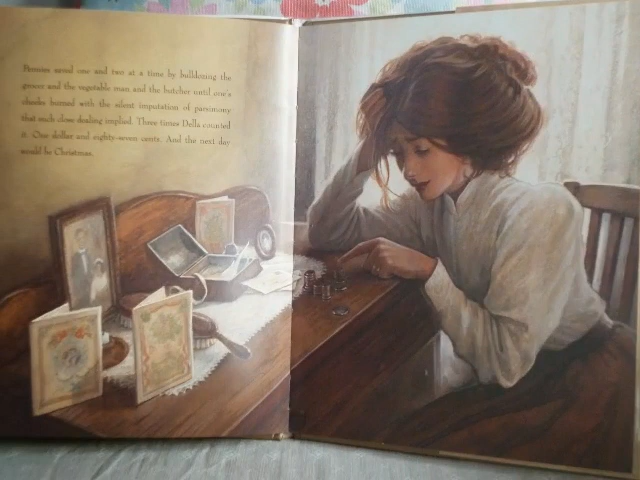 Pennies saved one and two at a time by bulldozing the
grocer and the vegetable man and the butcher until one's
cheeks burned with the silent imputation of parsimony
that such close dealing implied. Three times Della counted
it. One dollar and eighty-seven cents. And the next day
would be Christmas.